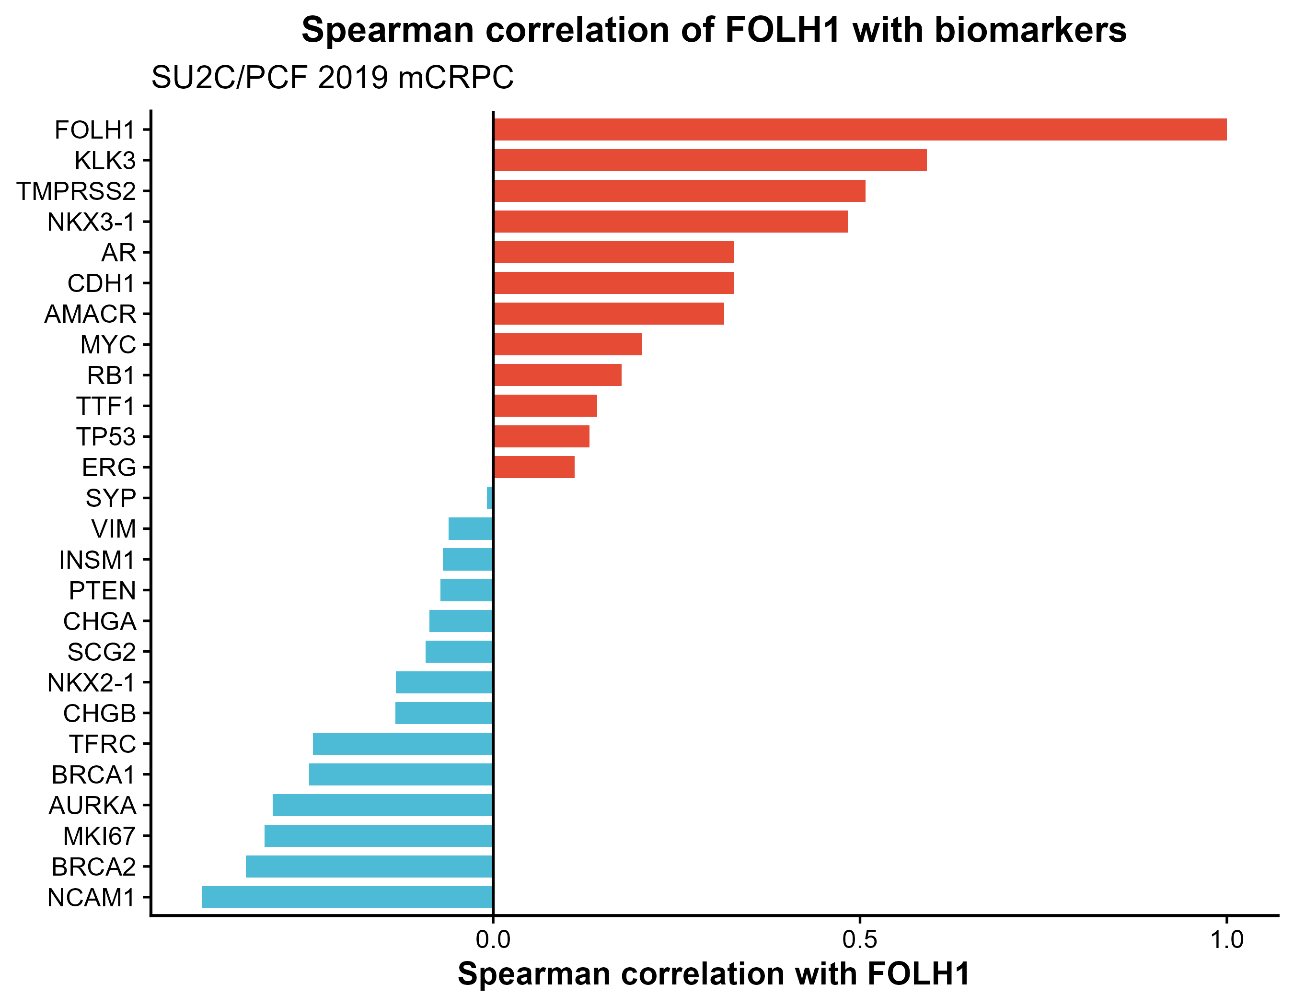 Spearman correlation of FOLH1 with biomarkers
SU2C/PCF 2019 mCRPC
FOLH1
KLK3
TMPRSS2
NKX3-1
AR
CDH1
AMACR
MYC
RB1
TTF1
TP53
ERG
SYP
VIM
INSM1
PTEN
CHGA
SCG2
NKX2-1
CHGB
TFRC
BRCA1
AURKA
MKI67
BRCA2
NCAM1
0.0 0.5 1.0
Spearman correlation with FOLH1